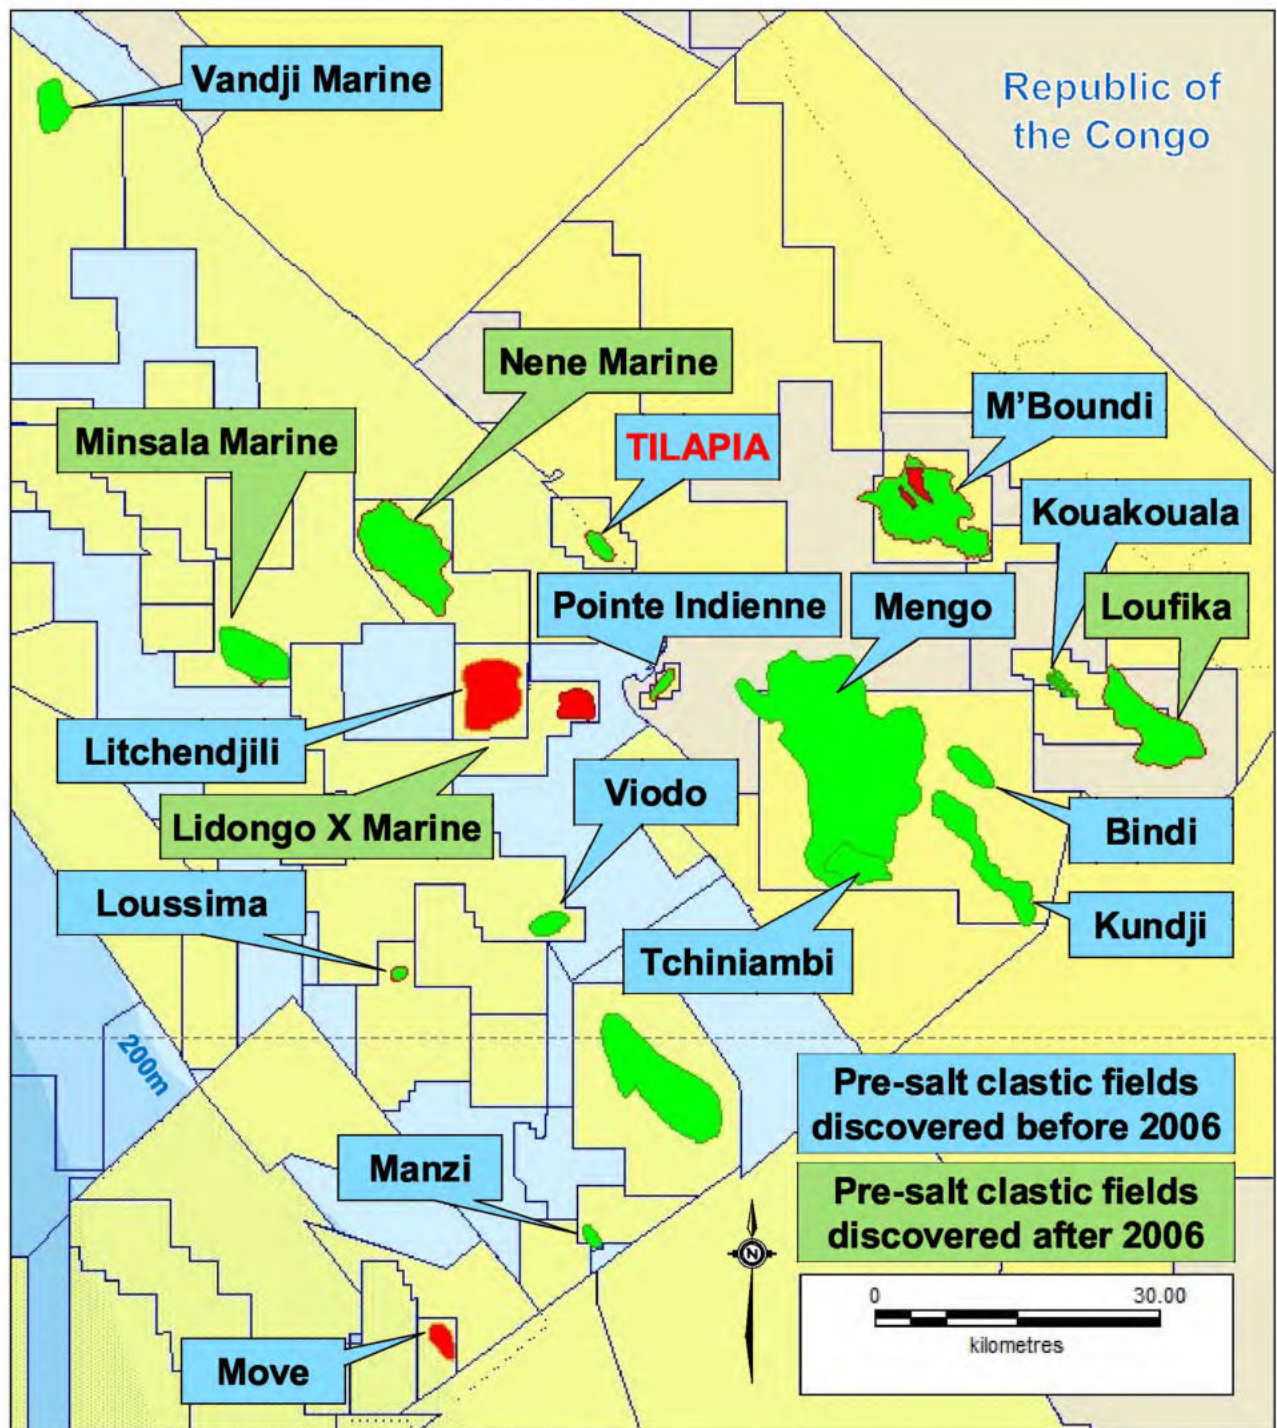 Vandji Marine
Republic of
the Congo
Nene Marine
M'Boundi
Minsala Marine
TILAPIA
Kouakouala
Pointe Indienne
Mengo
Loufika
Litchendjili
Viodo
Lidongo X Marine
Bindi
Loussima
Kundji
Tchiniambi
200m
Pre-salt clastic fields
discovered before 2006
Manzi
Pre-salt clastic fields
discovered after 2006
N
0 30.00
kilometres
Move